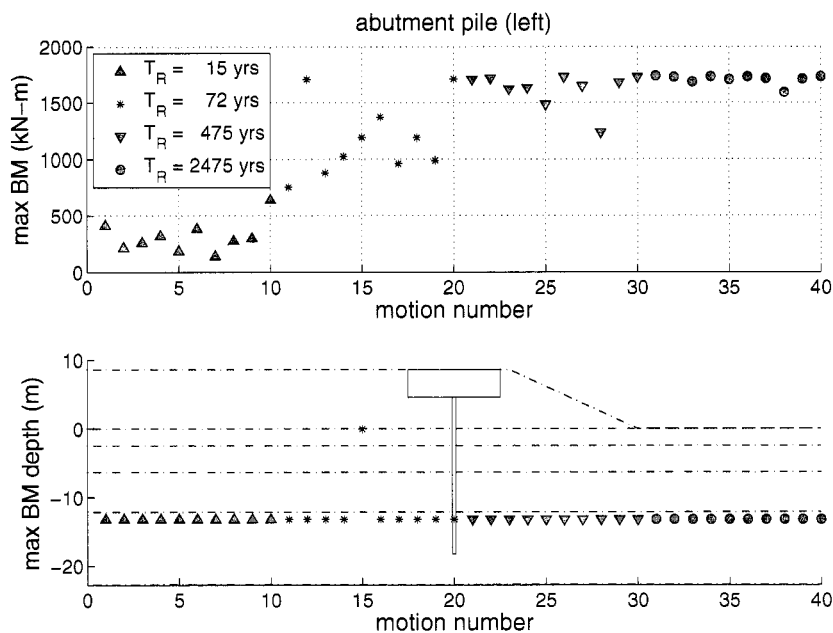 abutment pile (left)
max BM (kN-m)
2000
1500
1000
500
0
T_R = 15 yrs
T_R = 72 yrs
T_R = 475 yrs
T_R = 2475 yrs
0 5 10 15 20 25 30 35 40
motion number
max BM depth (m)
10
0
-10
-20
0 5 10 15 20 25 30 35 40
motion number